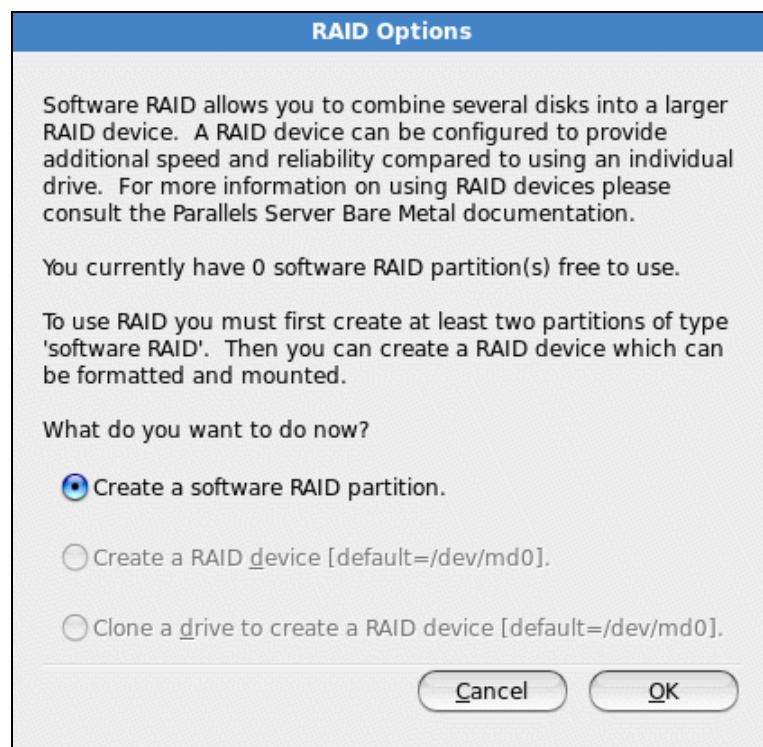 RAID Options
Software RAID allows you to combine several disks into a larger
RAID device.  A RAID device can be configured to provide
additional speed and reliability compared to using an individual
drive.  For more information on using RAID devices please
consult the Parallels Server Bare Metal documentation.
You currently have 0 software RAID partition(s) free to use.
To use RAID you must first create at least two partitions of type
'software RAID'.  Then you can create a RAID device which can
be formatted and mounted.
What do you want to do now?
Create a software RAID partition.
Create a RAID device [default=/dev/md0].
Clone a drive to create a RAID device [default=/dev/md0].
Cancel OK